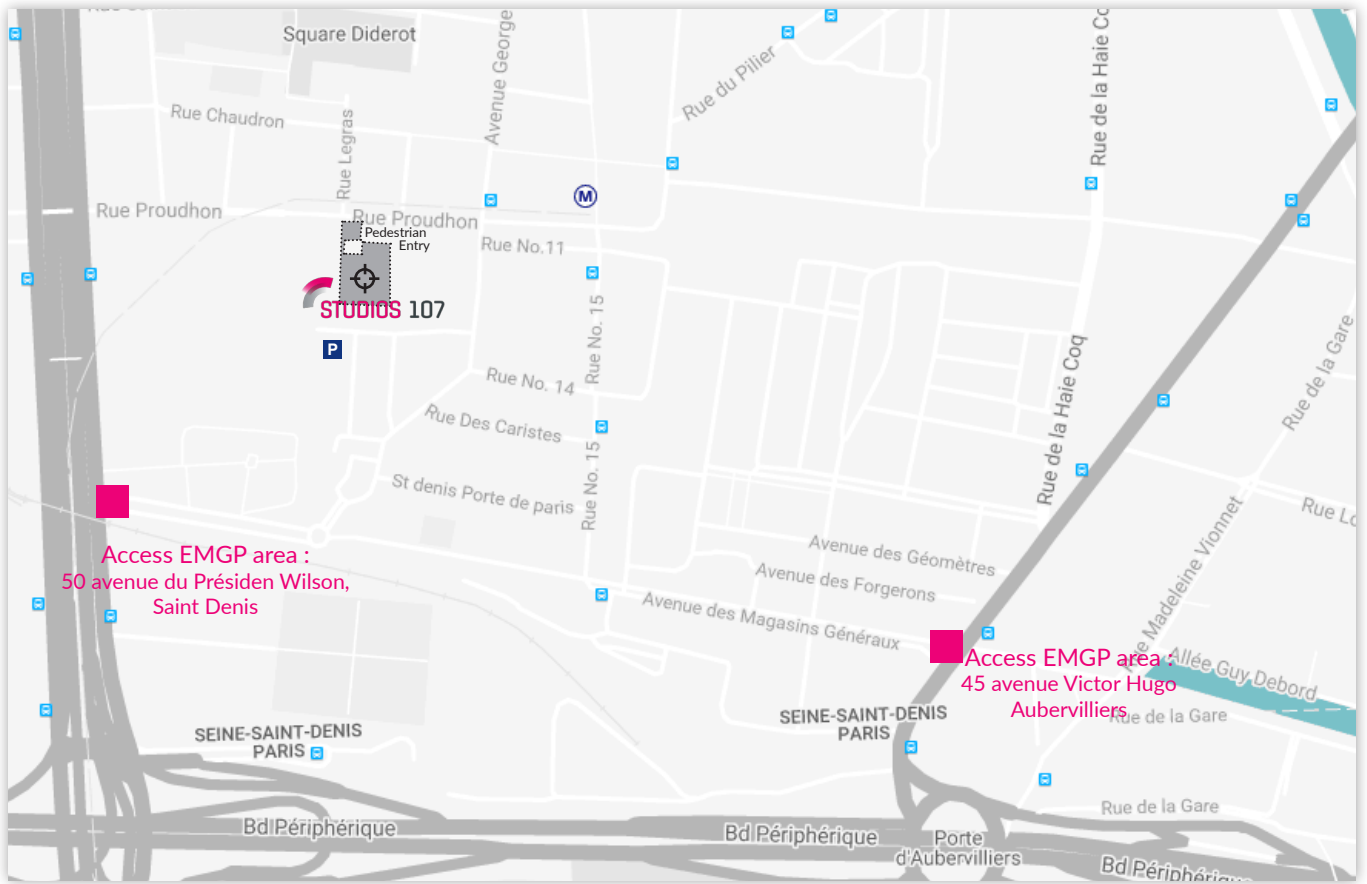 Square Diderot
Avenue George
Rue du Pilier
Rue de la Haie Co
Rue Chaudron
Rue Legras
Rue Proudhon
Rue Proudhon
M
Pedestrian
Entry
Rue No.11
STUDIOS 107
P
Rue No. 15
Rue No. 14
Rue Des Caristes
Rue de la Haie Coq
Rue de la Gare
St denis Porte de paris
Rue No. 15
Rue Madeleine Vionnet
Rue Lo
Access EMGP area :
50 avenue du Présiden Wilson,
Saint Denis
Avenue des Géomètres
Avenue des Forgerons
Avenue des Magasins Généraux
Access EMGP area :
45 avenue Victor Hugo
Aubervilliers
Allée Guy Debord
Rue de la Gare
SEINE-SAINT-DENIS
PARIS
SEINE-SAINT-DENIS
PARIS
Rue de la Gare
Bd Périphérique
Bd Périphérique
Porte
d'Aubervilliers
Bd Périphérique